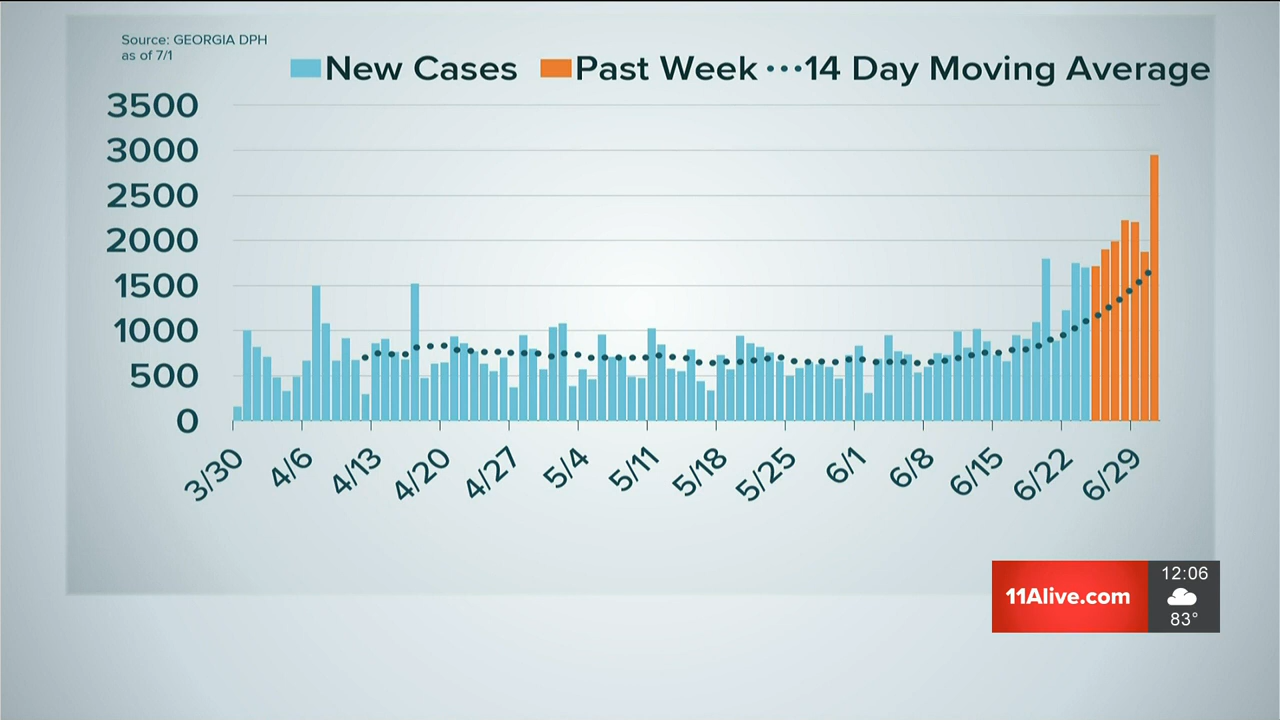 Source: GEORGIA DPH
as of 7/1
New Cases Past Week 14 Day Moving Average
3500
3000
2500
2000
1500
1000
500
0
3/30 4/6 4/13 4/20 4/27 5/4 5/11 5/18 5/25 6/1 6/8 6/15 6/22 6/29
11Alive.com
12:06
83°